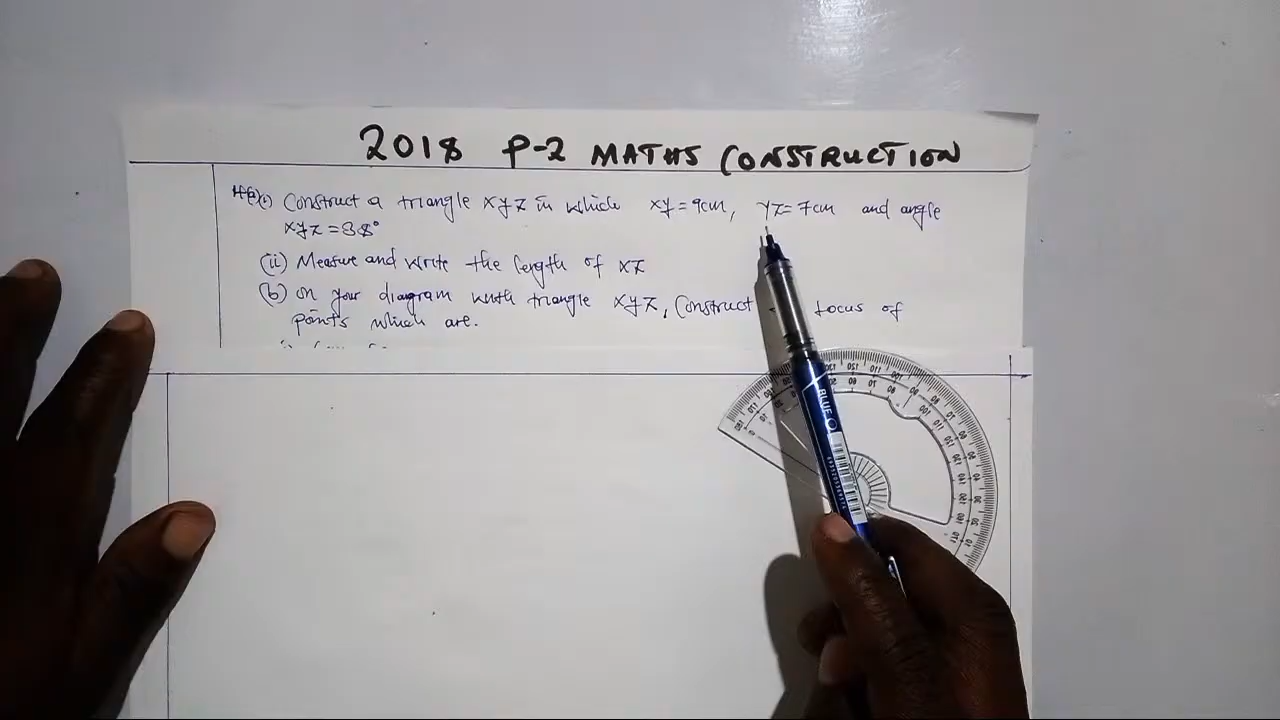 2018 P-2 MATHS CONSTRUCTION
(i) Construct a triangle XYZ in which XY = 9cm, YZ = 7cm and angle
XYZ = 38°
(ii) Measure and write the length of XZ
(b) on your diagram with triangle XYZ, Construct locus of
points which are.
BLUE